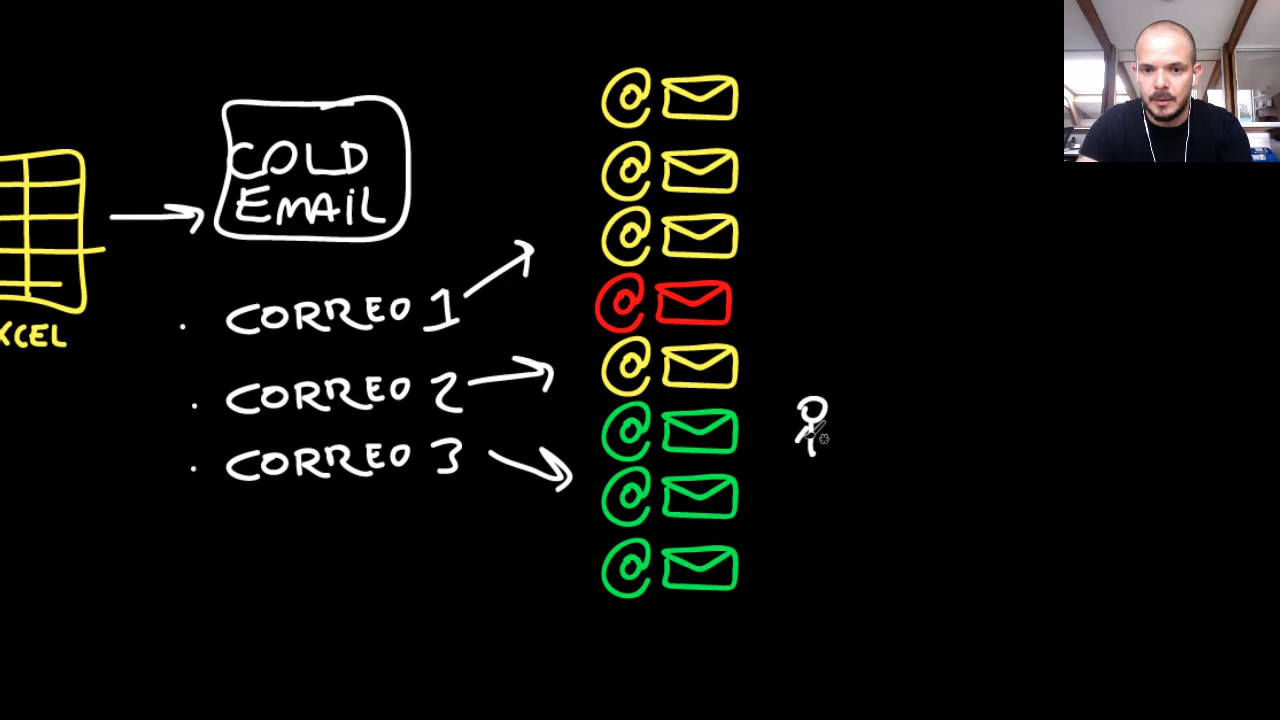 COLD
EMAIL
XCEL
. CORREO 1
. CORREO 2
. CORREO 3
@
@
@
@
@
@
@
@